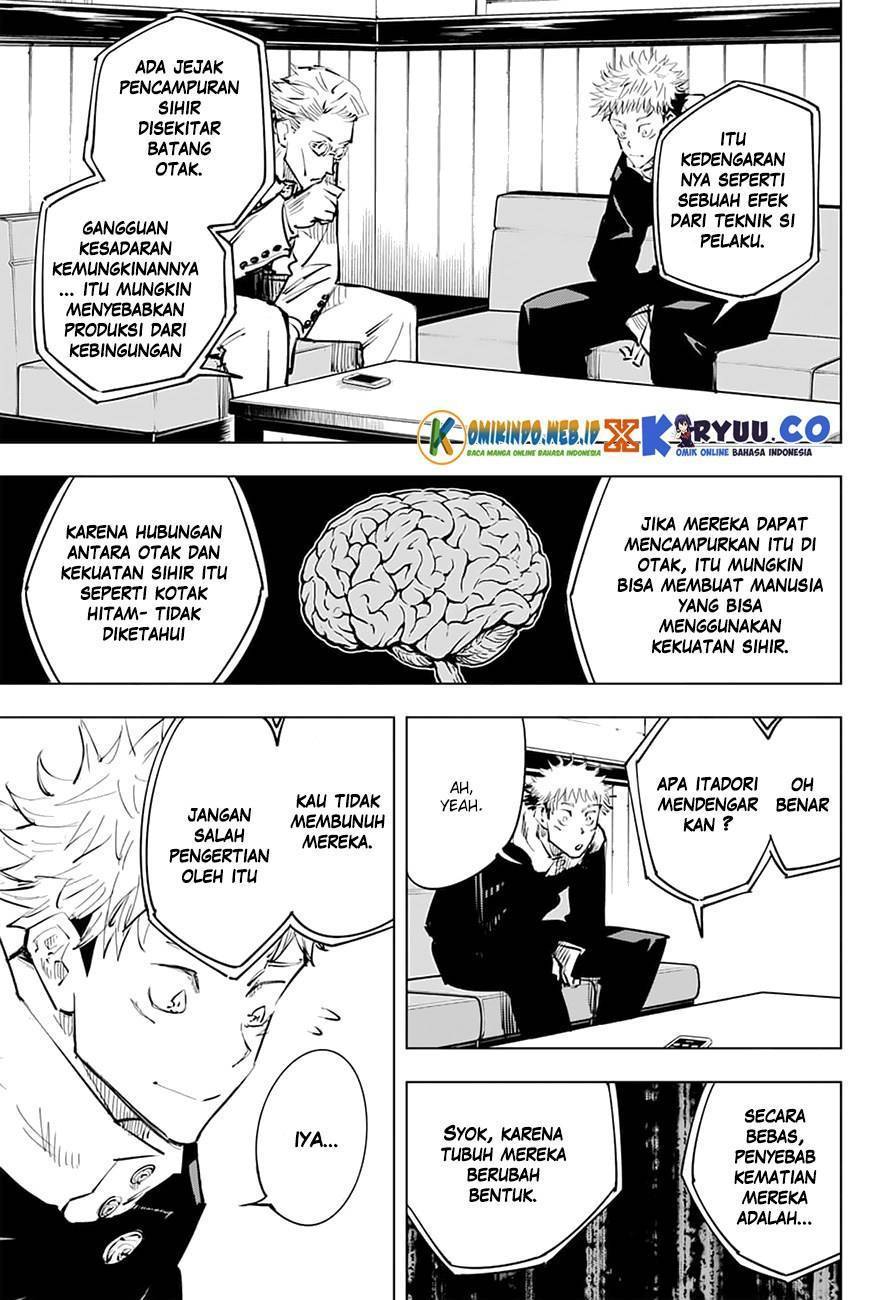 ITU
KEDENGARAN
NYA SEPERTI
SEBUAH EFEK
DARI TEKNIK SI
PELAKU.
ADA JEJAK
PENCAMPURAN
SIHIR
DISEKITAR
BATANG
OTAK.
GANGGUAN
KESADARAN
KEMUNGKINANNYA
... ITU MUNGKIN
MENYEBABKAN
PRODUKSI DARI
KEBINGUNGAN
KOMIKINDO.WEB.ID X KIRYUU.CO
BACA MANGA ONLINE BAHASA INDONESIA
OMIK ONLINE BAHASA INDONESIA
JIKA MEREKA DAPAT
MENCAMPURKAN ITU DI
OTAK, ITU MUNGKIN
BISA MEMBUAT MANUSIA
YANG BISA
MENGGUNAKAN
KEKUATAN SIHIR.
KARENA HUBUNGAN
ANTARA OTAK DAN
KEKUATAN SIHIR ITU
SEPERTI KOTAK
HITAM- TIDAK
DIKETAHUI
OH
BENAR
APA ITADORI
MENDENGAR
KAN ?
AH,
YEAH.
SECARA
BEBAS,
PENYEBAB
KEMATIAN
MEREKA
ADALAH...
SYOK, KARENA
TUBUH MEREKA
BERUBAH
BENTUK.
KAU TIDAK
MEMBUNUH
MEREKA.
JANGAN
SALAH
PENGERTIAN
OLEH ITU
IYA...